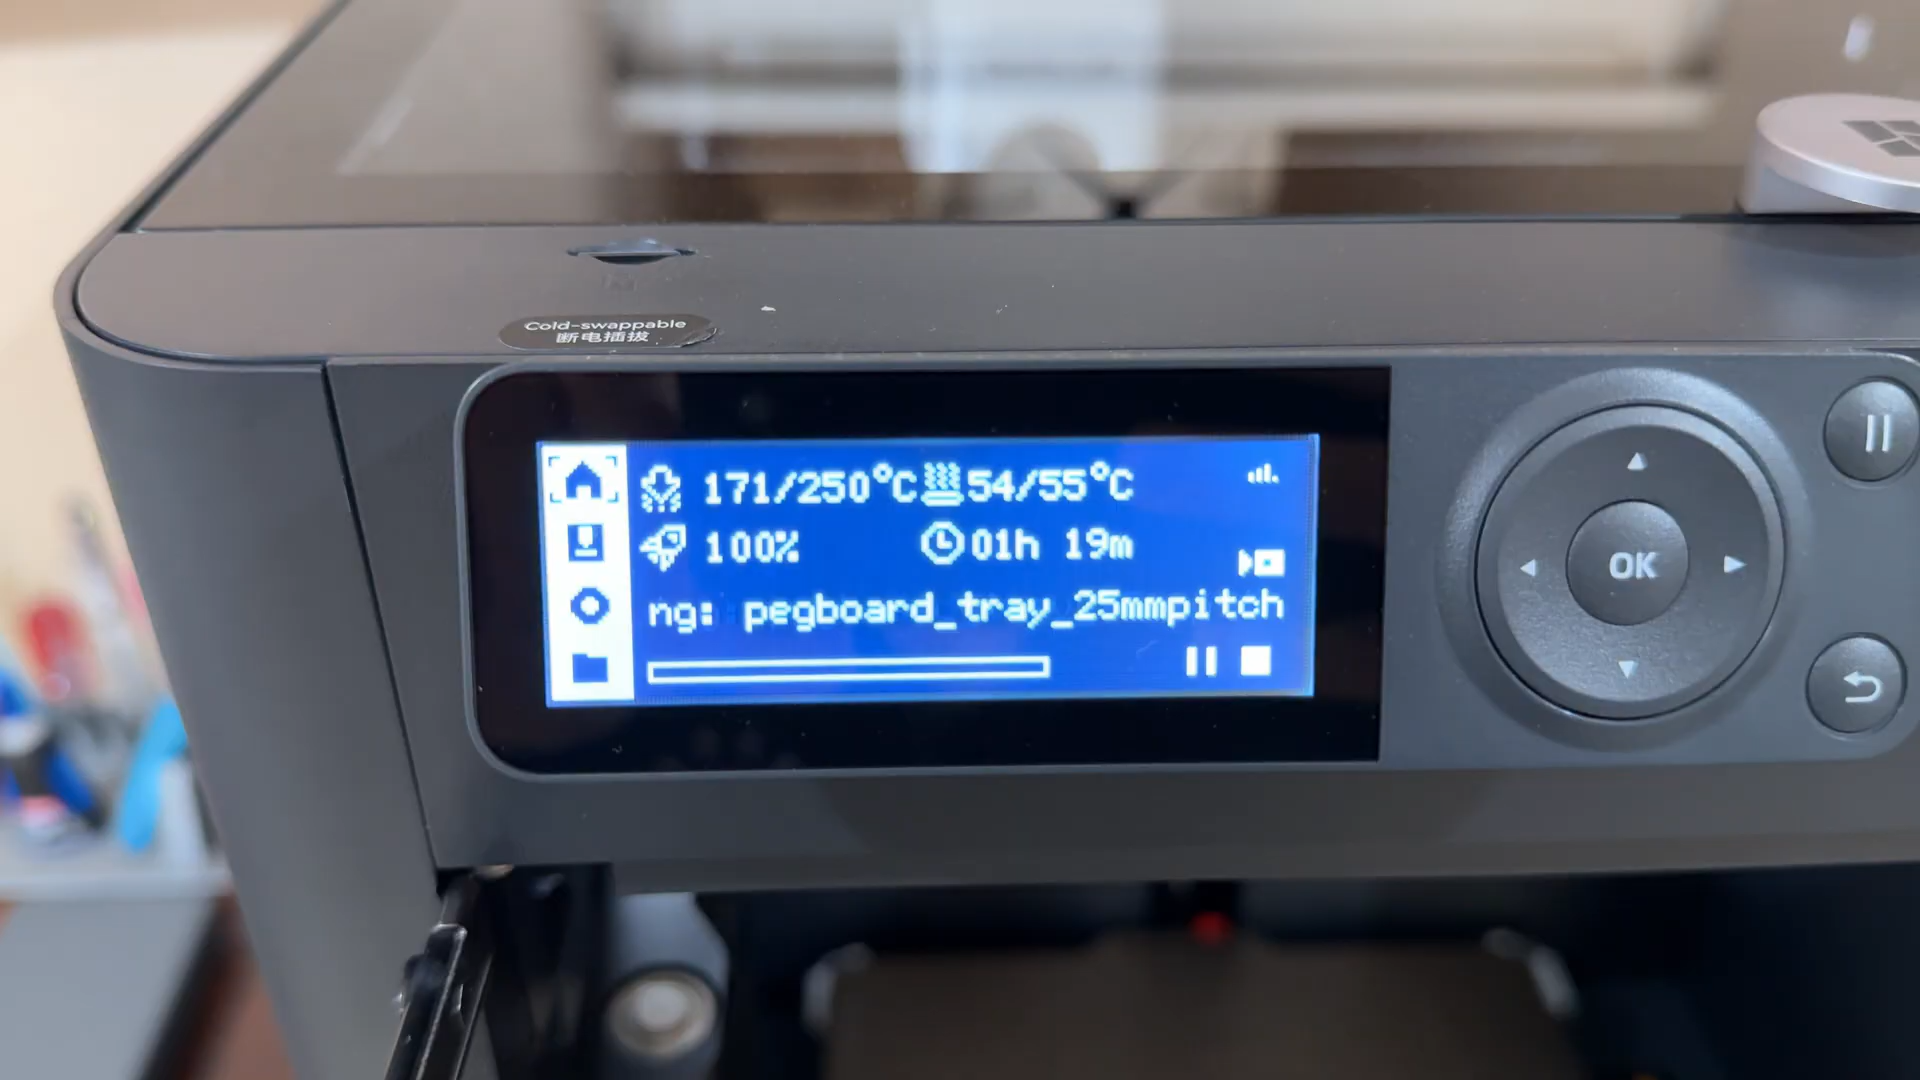 Cold-swappable
断电插拔
171/250°C 54/55°C
100% 01h 19m
ng: pegboard_tray_25mmpitch
OK